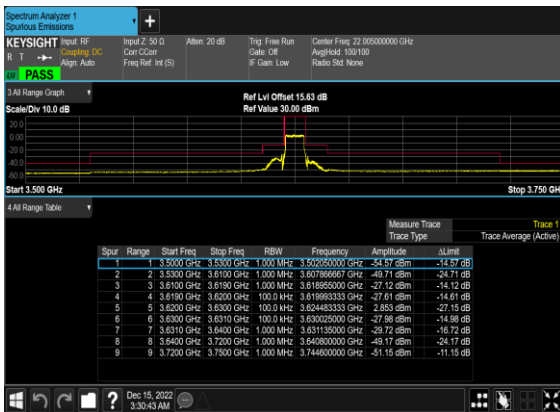 Spectrum Analyzer 1
Spurious Emissions
KEYSIGHT
R T
LV PASS
Input: RF
Coupling: DC
Align: Auto
Input Z: 50 Ω
Corr CCorr
Freq Ref: Int (S)
Atten: 20 dB
Trig: Free Run
Gate: Off
IF Gain: Low
Center Freq: 22.005000000 GHz
Avg|Hold: 100/100
Radio Std: None
3 All Range Graph
Scale/Div 10.0 dB
Ref Lvl Offset 15.63 dB
Ref Value 30.00 dBm
20.0
0.00
-20.0
-40.0
-60.0
Start 3.500 GHz
Stop 3.750 GH
4 All Range Table
Measure Trace Trace 1
Trace Type Trace Average (Active)
Spur Range Start Freq Stop Freq RBW Frequency Amplitude ΔLimit
1 1 3.5000 GHz 3.5300 GHz 1.000 MHz 3.502050000 GHz -54.57 dBm -14.57 dB
2 2 3.5300 GHz 3.6100 GHz 1.000 MHz 3.607866667 GHz -49.71 dBm -24.71 dB
3 3 3.6100 GHz 3.6190 GHz 1.000 MHz 3.618955000 GHz -27.12 dBm -14.12 dB
4 4 3.6190 GHz 3.6200 GHz 100.0 kHz 3.619993333 GHz -27.61 dBm -14.61 dB
5 5 3.6200 GHz 3.6300 GHz 100.0 kHz 3.624483333 GHz 2.853 dBm -27.15 dB
6 6 3.6300 GHz 3.6310 GHz 100.0 kHz 3.630025000 GHz -27.98 dBm -14.98 dB
7 7 3.6310 GHz 3.6400 GHz 1.000 MHz 3.631135000 GHz -29.72 dBm -16.72 dB
8 8 3.6400 GHz 3.7200 GHz 1.000 MHz 3.640800000 GHz -49.17 dBm -24.17 dB
9 9 3.7200 GHz 3.7500 GHz 1.000 MHz 3.744600000 GHz -51.15 dBm -11.15 dB
Dec 15, 2022
3:30:43 AM